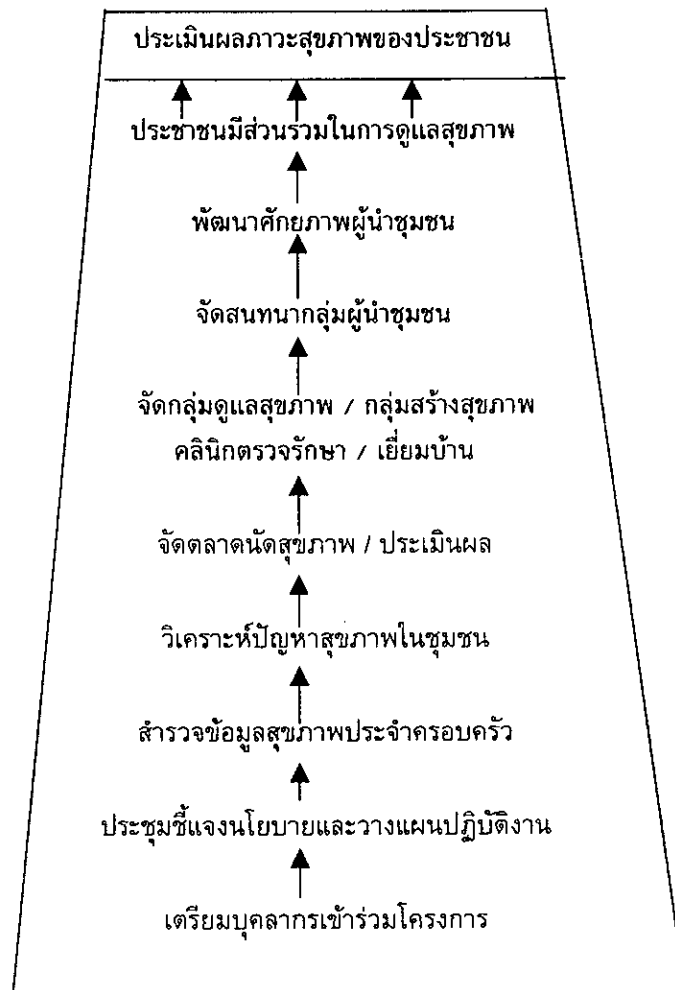 ประเมินผลภาวะสุขภาพของประชาชน
ประชาชนมีส่วนร่วมในการดูแลสุขภาพ
พัฒนาศักยภาพผู้นำชุมชน
จัดสนทนากลุ่มผู้นำชุมชน
จัดกลุ่มดูแลสุขภาพ / กลุ่มสร้างสุขภาพ
คลินิกตรวจรักษา / เยี่ยมบ้าน
จัดตลาดนัดสุขภาพ / ประเมินผล
วิเคราะห์ปัญหาสุขภาพในชุมชน
สำรวจข้อมูลสุขภาพประจำครอบครัว
ประชุมชี้แจงนโยบายและวางแผนปฏิบัติงาน
เตรียมบุคลากรเข้าร่วมโครงการ